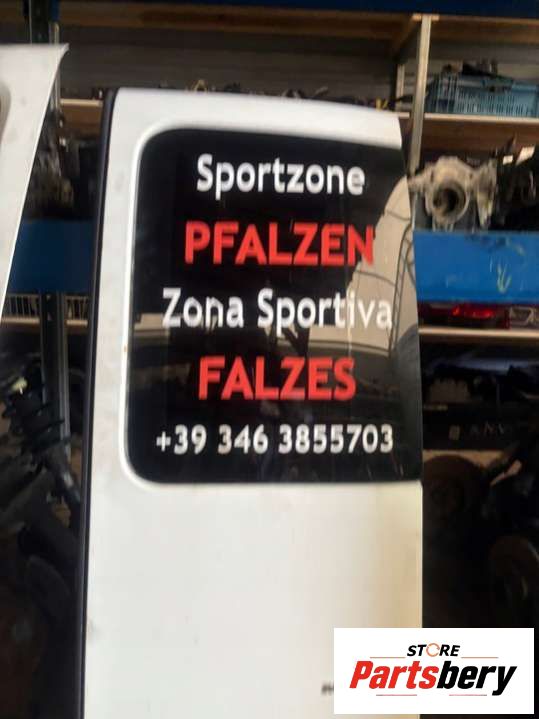 Sportzone
PFALZEN
Zona Sportiva
FALZES
+39 346 3855703
STORE
Partsbery